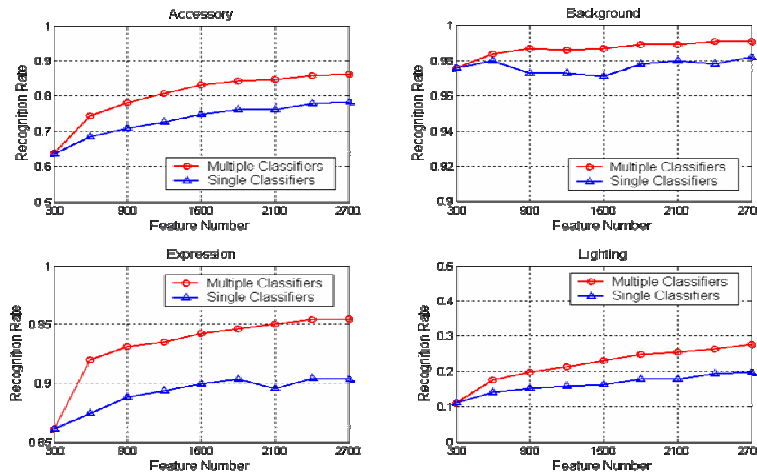 Accessory
1
0.9
0.8
0.7
0.6
0.5
Recognition Rate
Multiple Classifiers
Single Classifiers
300 900 1500 2100 2700
Feature Number
Background
1
0.98
0.96
0.94
0.92
0.9
Recognition Rate
Multiple Classifiers
Single Classifiers
300 900 1500 2100 270
Feature Number
Expression
1
0.95
0.9
0.85
Recognition Rate
Multiple Classifiers
Single Classifiers
300 900 1500 2100 2700
Feature Number
Lighting
0.5
0.4
0.3
0.2
0.1
0
Recognition Rate
Multiple Classifiers
Single Classifiers
300 900 1500 2100 270
Feature Number